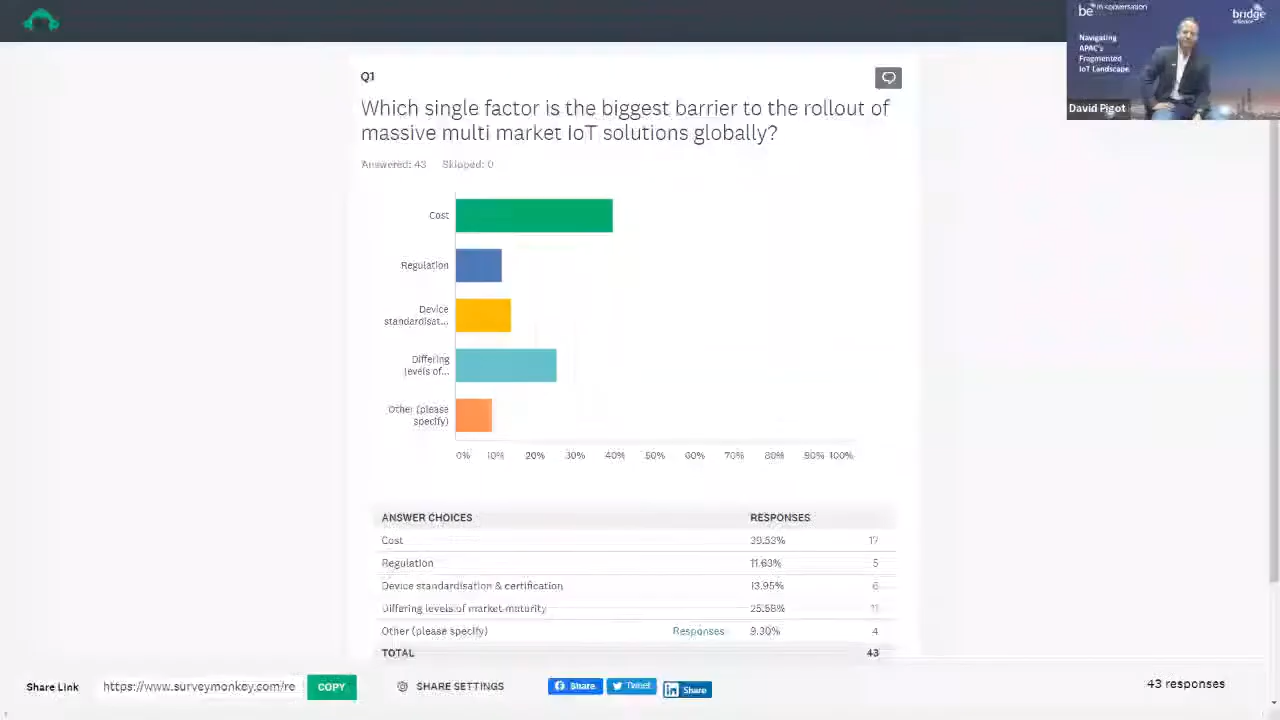 be in conversation
bridge
alliance
Navigating
APAC's
Fragmented
IoT Landscape
David Pigot
Q1
Which single factor is the biggest barrier to the rollout of
massive multi market IoT solutions globally?
Answered: 43 Skipped: 0
Cost
Regulation
Device
standardisat...
Differing
levels of...
Other (please
specify)
0% 10% 20% 30% 40% 50% 60% 70% 80% 90% 100%
ANSWER CHOICES RESPONSES
Cost 39.53% 17
Regulation 11.63% 5
Device standardisation & certification 13.95% 6
Differing levels of market maturity 25.58% 11
Other (please specify) Responses 9.30% 4
TOTAL 43
Share Link https://www.surveymonkey.com/re COPY SHARE SETTINGS Share Tweet in Share 43 responses